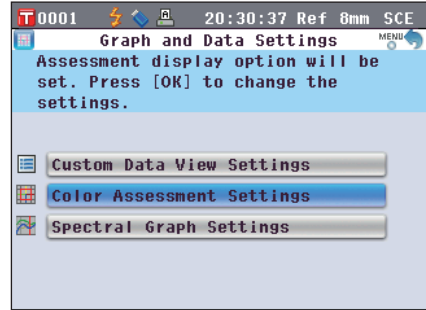 T0001 A 20:30:37 Ref 8mm SCE
Graph and Data Settings MENU
Assessment display option will be
set. Press [OK] to change the
settings.
Custom Data View Settings
Color Assessment Settings
Spectral Graph Settings